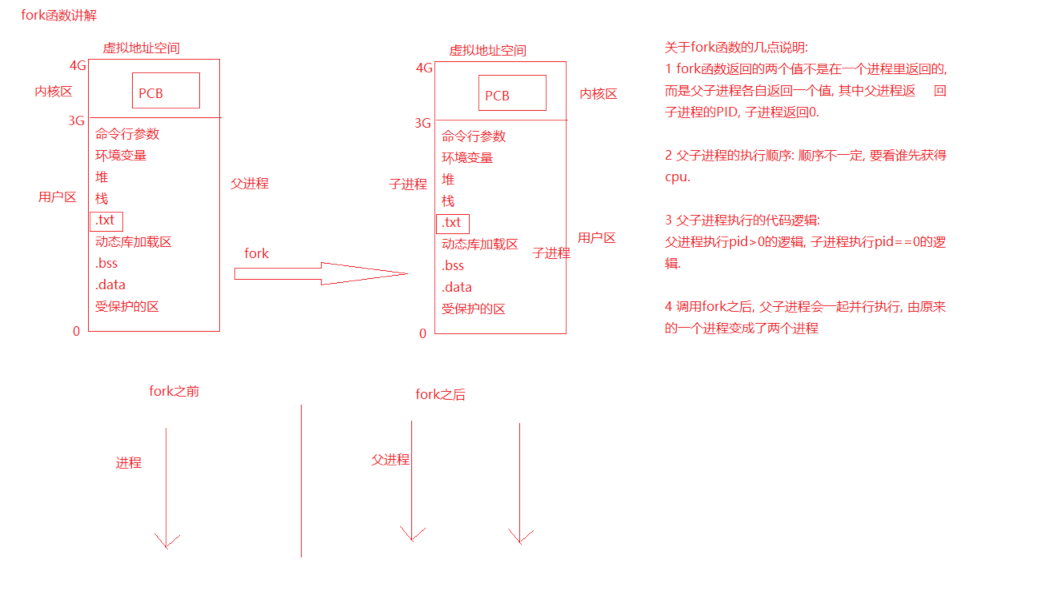 fork函数讲解
虚拟地址空间
4G
内核区
PCB
3G
命令行参数
环境变量
堆
用户区
栈
父进程
.txt
动态库加载区
.bss
.data
受保护的区
0
fork
虚拟地址空间
4G
PCB
内核区
3G
命令行参数
环境变量
堆
子进程
栈
.txt
用户区
动态库加载区
子进程
.bss
.data
受保护的区
0
关于fork函数的几点说明:
1 fork函数返回的两个值不是在一个进程里返回的,
而是父子进程各自返回一个值, 其中父进程返 回
子进程的PID, 子进程返回0.
2 父子进程的执行顺序: 顺序不一定, 要看谁先获得
cpu.
3 父子进程执行的代码逻辑:
父进程执行pid>0的逻辑, 子进程执行pid==0的逻
辑.
4 调用fork之后, 父子进程会一起并行执行, 由原来
的一个进程变成了两个进程
fork之前
进程
fork之后
父进程